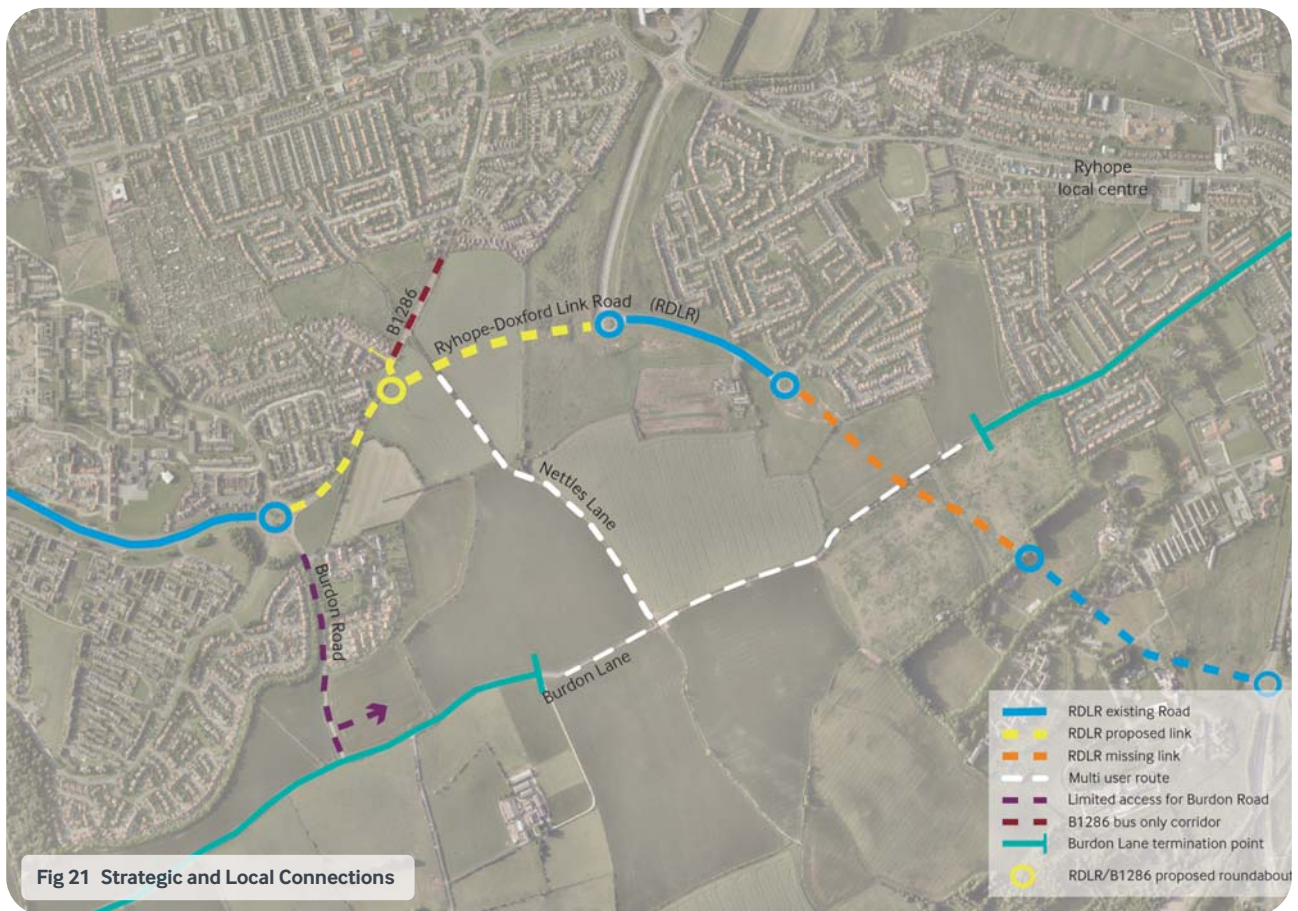 Ryhope
local centre
B1286
Ryhope-Doxford Link Road (RDLR)
Nettles Lane
Burdon Road
Burdon Lane
RDLR existing Road
RDLR proposed link
RDLR missing link
Multi user route
Limited access for Burdon Road
B1286 bus only corridor
Burdon Lane termination point
RDLR/B1286 proposed roundabout
Fig 21 Strategic and Local Connections